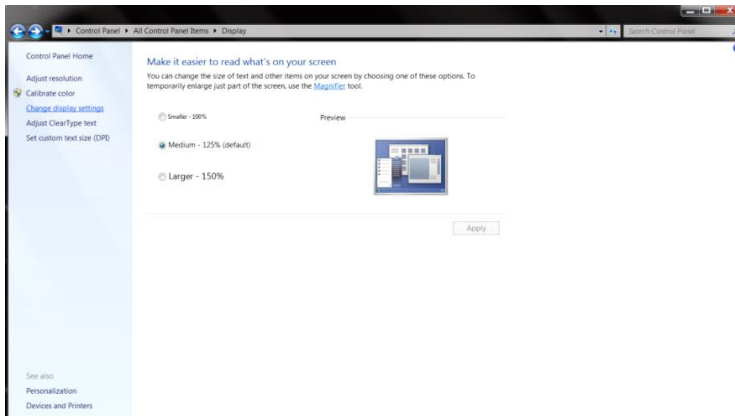 Control Panel ▸ All Control Panel Items ▸ Display
Search Control Panel
Control Panel Home
Adjust resolution
Calibrate color
Change display settings
Adjust ClearType text
Set custom text size (DPI)
See also
Personalization
Devices and Printers
Make it easier to read what's on your screen
You can change the size of text and other items on your screen by choosing one of these options. To
temporarily enlarge just part of the screen, use the Magnifier tool.
Smaller - 100%
Preview
Medium - 125% (default)
Larger - 150%
Apply